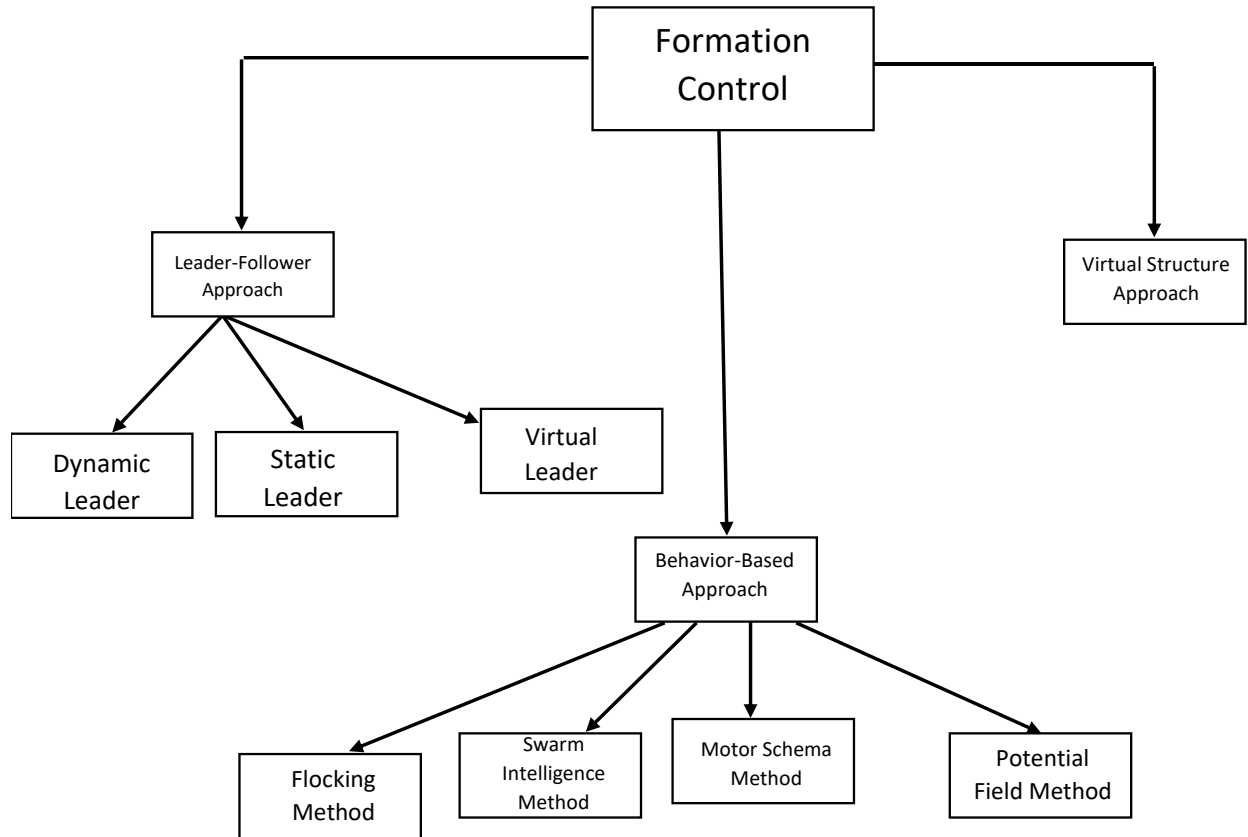 Formation
Control
Leader-Follower
Approach
Virtual Structure
Approach
Dynamic
Leader
Static
Leader
Virtual
Leader
Behavior-Based
Approach
Flocking
Method
Swarm
Intelligence
Method
Motor Schema
Method
Potential
Field Method